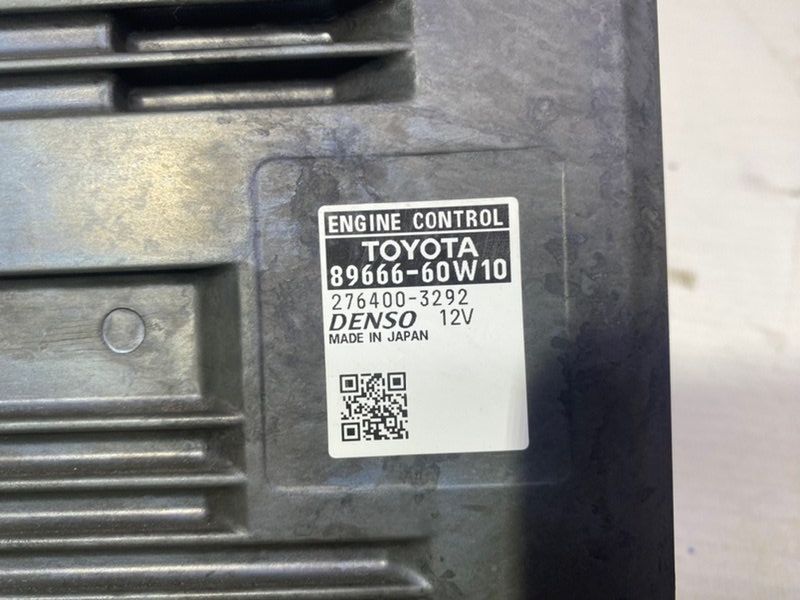 ENGINE CONTROL
TOYOTA
89666-60W10
276400-3292
DENSO 12V
MADE IN JAPAN